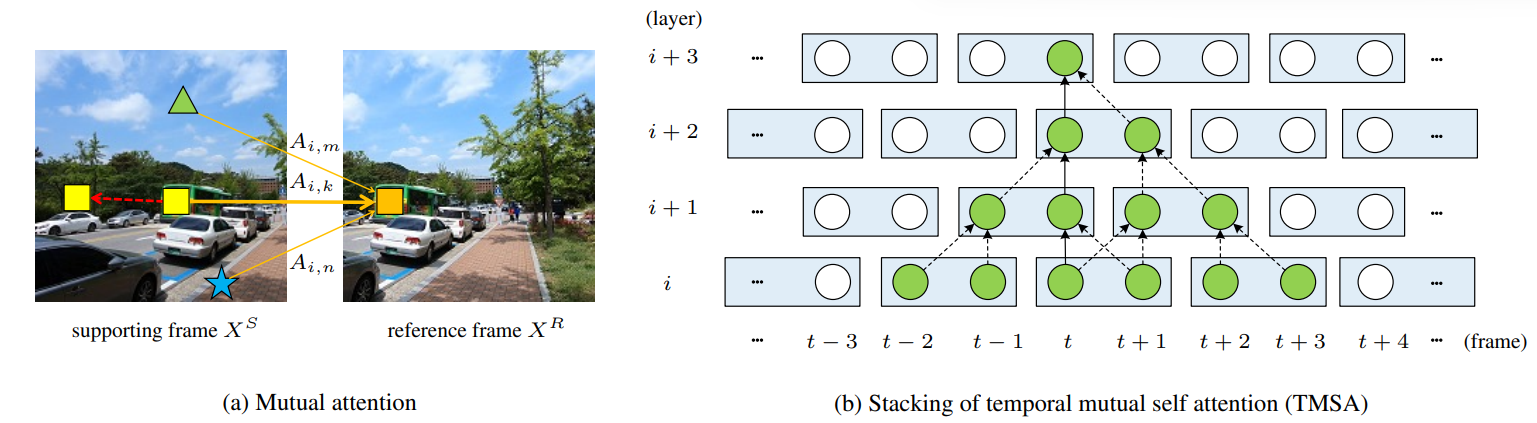 A_{i,m}
A_{i,k}
A_{i,n}
supporting frame X^S
reference frame X^R
(a) Mutual attention
(layer)
i + 3 ... ...
i + 2 ...
i + 1 ... ...
i ... ...
... t − 3 t − 2 t − 1 t t + 1 t + 2 t + 3 t + 4 ... (frame)
(b) Stacking of temporal mutual self attention (TMSA)